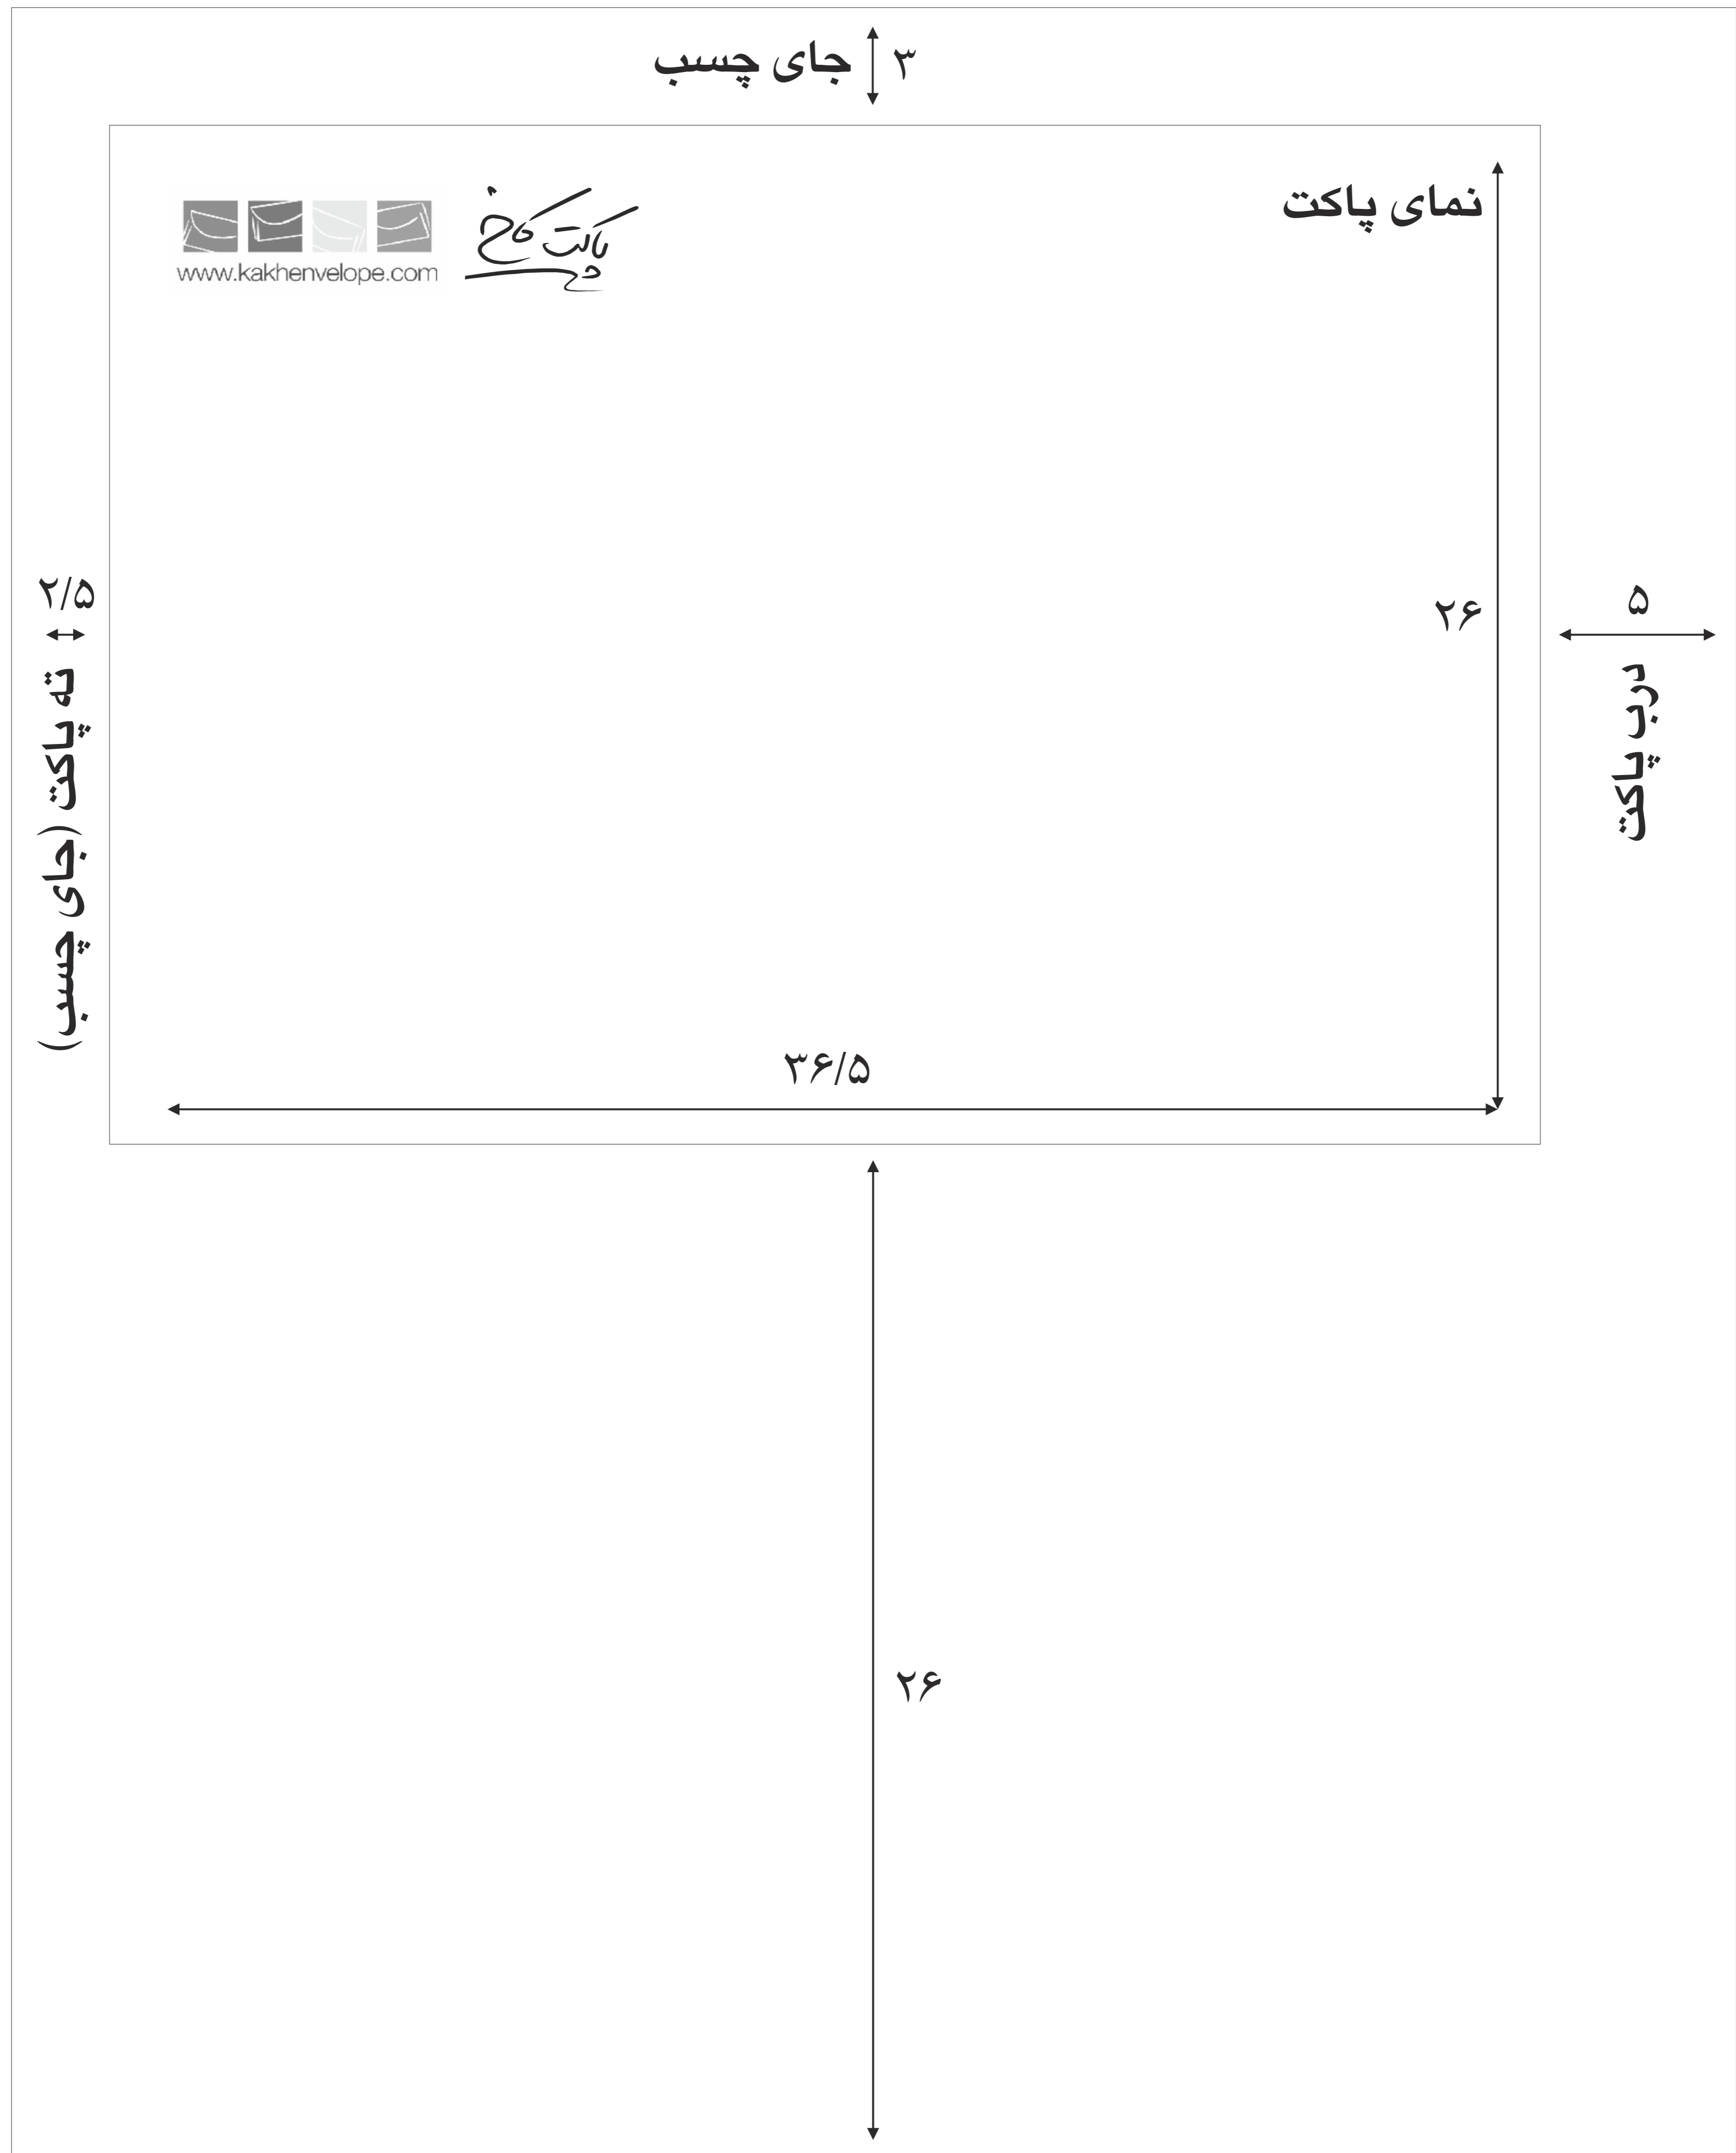 جای چسب
۳
نمای پاکت
پاکت کاخ
www.kakhenvelope.com
۲/۵
ته پاکت (جای چسب)
۲۶
۵
درب پاکت
۳۶/۵
۲۶